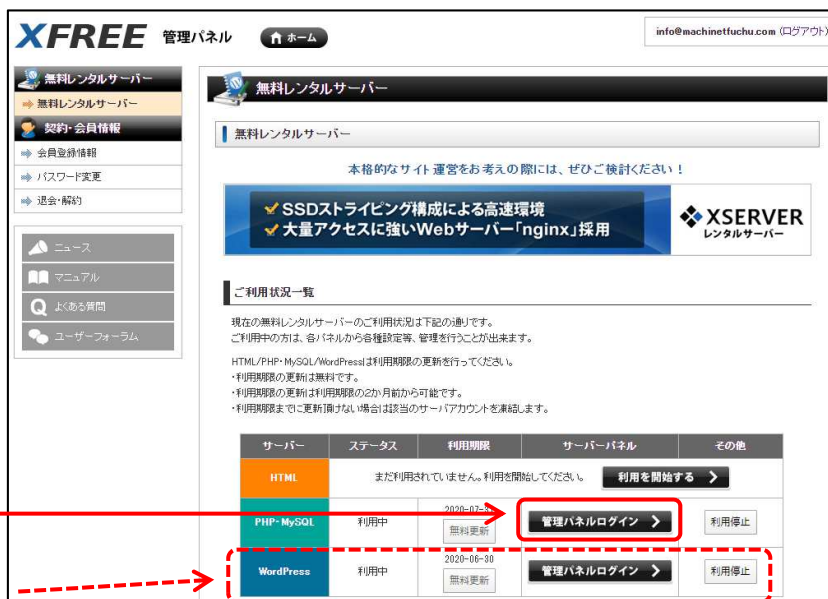 XFREE 管理パネル ホーム
info@machinetfuchu.com (ログアウト)
無料レンタルサーバー
無料レンタルサーバー
契約・会員情報
会員登録情報
パスワード変更
退会・解約
ニュース
マニュアル
よくある質問
ユーザーフォーラム
無料レンタルサーバー
無料レンタルサーバー
本格的なサイト運営をお考えの際には、ぜひご検討ください！
SSDストライピング構成による高速環境
大量アクセスに強いWebサーバー「nginx」採用
XSERVER
レンタルサーバー
ご利用状況一覧
現在の無料レンタルサーバーのご利用状況は下記の通りです。
ご利用中の方は、各パネルから各種設定等、管理を行うことが出来ます。
HTML/PHP・MySQL/WordPressは利用期限の更新を行ってください。
・利用期限の更新は無料です。
・利用期限の更新は利用期限の2か月前から可能です。
・利用期限までに更新頂けない場合は該当のサーバアカウントを凍結します。
サーバー ステータス 利用期限 サーバーパネル その他
HTML まだ利用されていません。利用を開始してください。 利用を開始する
PHP・MySQL 利用中 2020-07-3 無料更新 管理パネルログイン 利用停止
WordPress 利用中 2020-06-30 無料更新 管理パネルログイン 利用停止